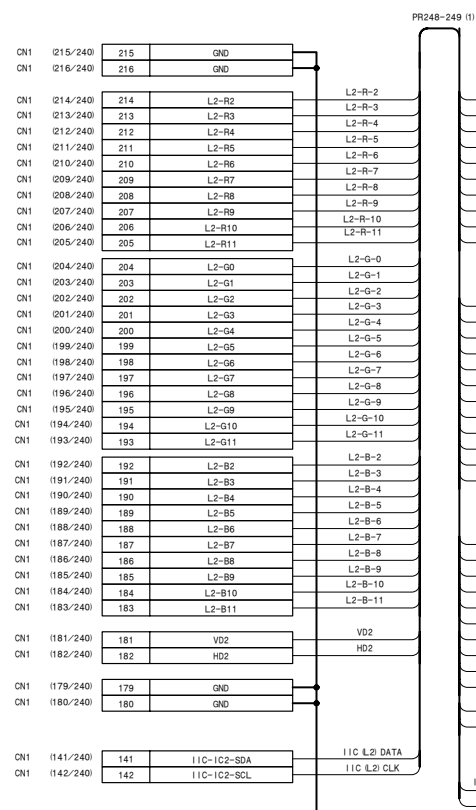 PR248-249 (1)
CN1 (215/240) 215 GND
CN1 (216/240) 216 GND
CN1 (214/240) 214 L2-R2 L2-R-2
CN1 (213/240) 213 L2-R3 L2-R-3
CN1 (212/240) 212 L2-R4 L2-R-4
CN1 (211/240) 211 L2-R5 L2-R-5
CN1 (210/240) 210 L2-R6 L2-R-6
CN1 (209/240) 209 L2-R7 L2-R-7
CN1 (208/240) 208 L2-R8 L2-R-8
CN1 (207/240) 207 L2-R9 L2-R-9
CN1 (206/240) 206 L2-R10 L2-R-10
CN1 (205/240) 205 L2-R11 L2-R-11
CN1 (204/240) 204 L2-G0 L2-G-0
CN1 (203/240) 203 L2-G1 L2-G-1
CN1 (202/240) 202 L2-G2 L2-G-2
CN1 (201/240) 201 L2-G3 L2-G-3
CN1 (200/240) 200 L2-G4 L2-G-4
CN1 (199/240) 199 L2-G5 L2-G-5
CN1 (198/240) 198 L2-G6 L2-G-6
CN1 (197/240) 197 L2-G7 L2-G-7
CN1 (196/240) 196 L2-G8 L2-G-8
CN1 (195/240) 195 L2-G9 L2-G-9
CN1 (194/240) 194 L2-G10 L2-G-10
CN1 (193/240) 193 L2-G11 L2-G-11
CN1 (192/240) 192 L2-B2 L2-B-2
CN1 (191/240) 191 L2-B3 L2-B-3
CN1 (190/240) 190 L2-B4 L2-B-4
CN1 (189/240) 189 L2-B5 L2-B-5
CN1 (188/240) 188 L2-B6 L2-B-6
CN1 (187/240) 187 L2-B7 L2-B-7
CN1 (186/240) 186 L2-B8 L2-B-8
CN1 (185/240) 185 L2-B9 L2-B-9
CN1 (184/240) 184 L2-B10 L2-B-10
CN1 (183/240) 183 L2-B11 L2-B-11
CN1 (181/240) 181 VD2 VD2
CN1 (182/240) 182 HD2 HD2
CN1 (179/240) 179 GND
CN1 (180/240) 180 GND
CN1 (141/240) 141 IIC-IC2-SDA IIC (L2) DATA
CN1 (142/240) 142 IIC-IC2-SCL IIC (L2) CLK